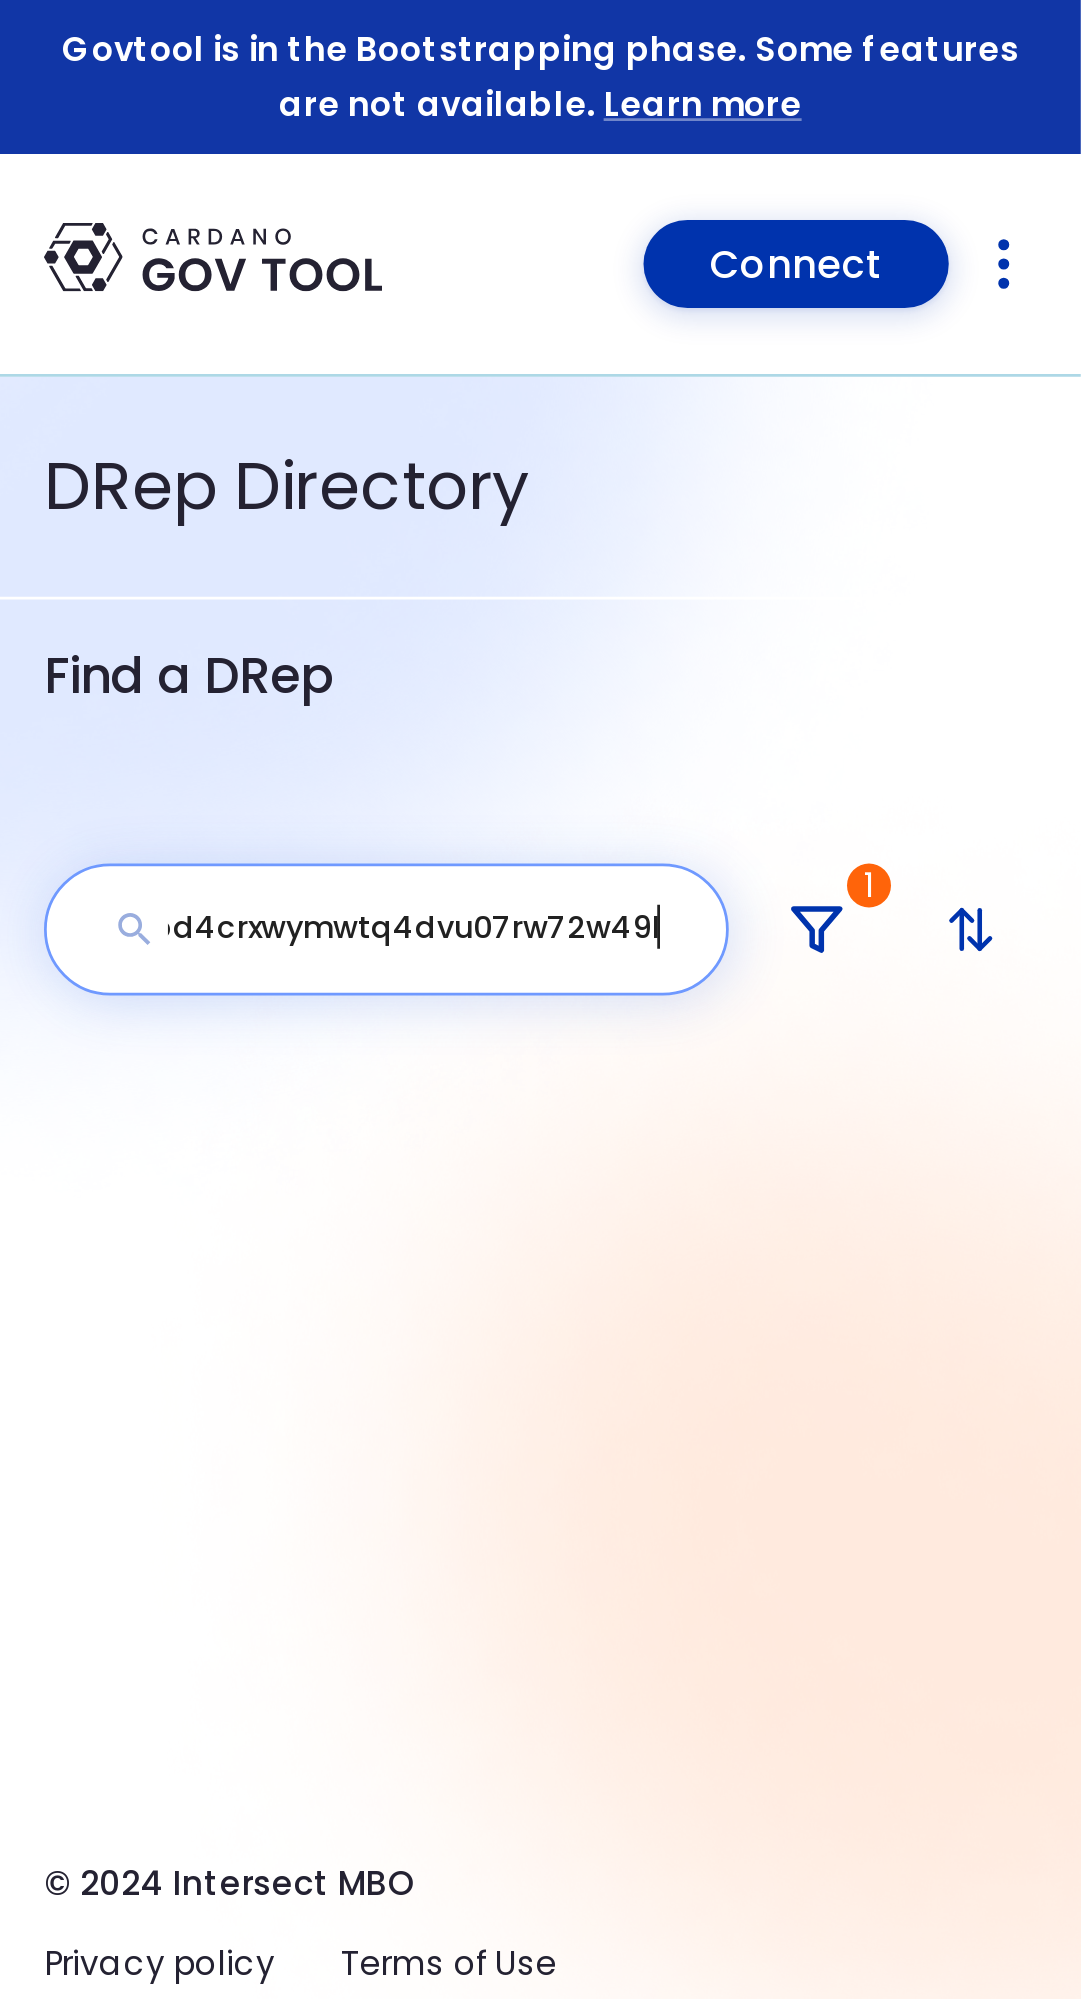 Govtool is in the Bootstrapping phase. Some features
are not available. Learn more
CARDANO
GOV TOOL
Connect
DRep Directory
Find a DRep
d4crxwymwtq4dvu07rw72w49
1
© 2024 Intersect MBO
Privacy policy Terms of Use